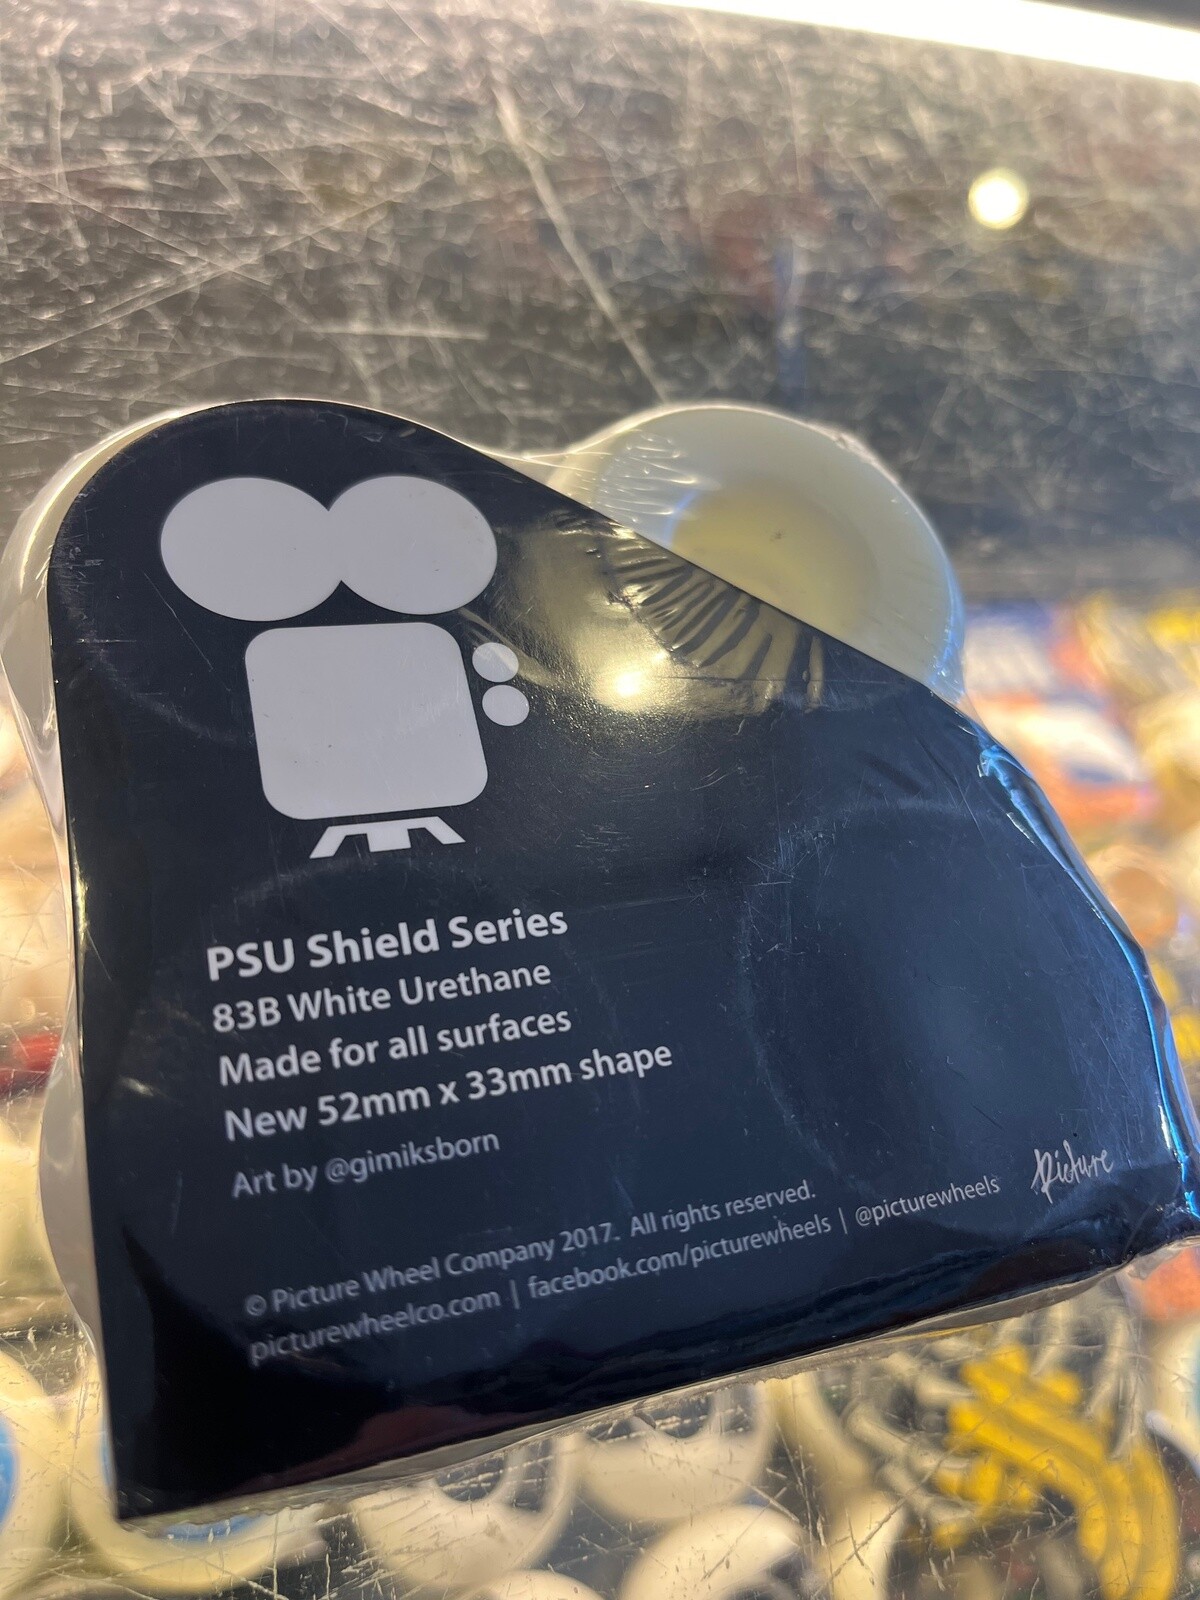 PSU Shield Series
83B White Urethane
Made for all surfaces
New 52mm x 33mm shape
Art by @gimiksborn
© Picture Wheel Company 2017. All rights reserved.
picturewheelco.com | facebook.com/picturewheels | @picturewheels
Picture